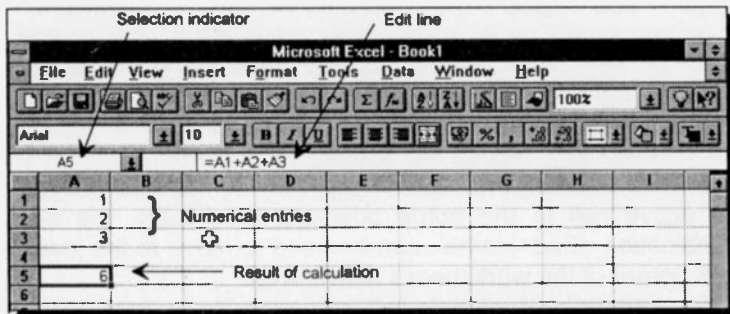 Selection indicator Edit line
Microsoft Excel - Book1
File Edit View Insert Format Tools Data Window Help
Σ 100%
Arial 10 B I U % ,
A5 =A1+A2+A3
A B C D E F G H I
1 1
2 2 Numerical entries
3 3
4
5 6 Result of calculation
6